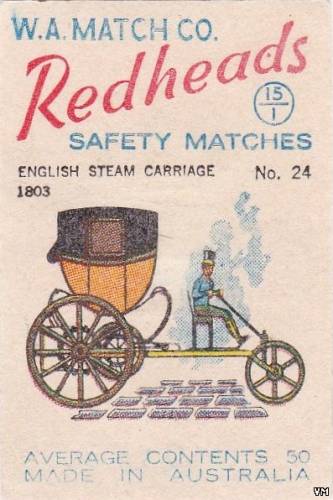 W.A. MATCH CO.
Redheads
15
1
SAFETY MATCHES
ENGLISH STEAM CARRIAGE No. 24
1803
AVERAGE CONTENTS 50
MADE IN AUSTRALIA
VM